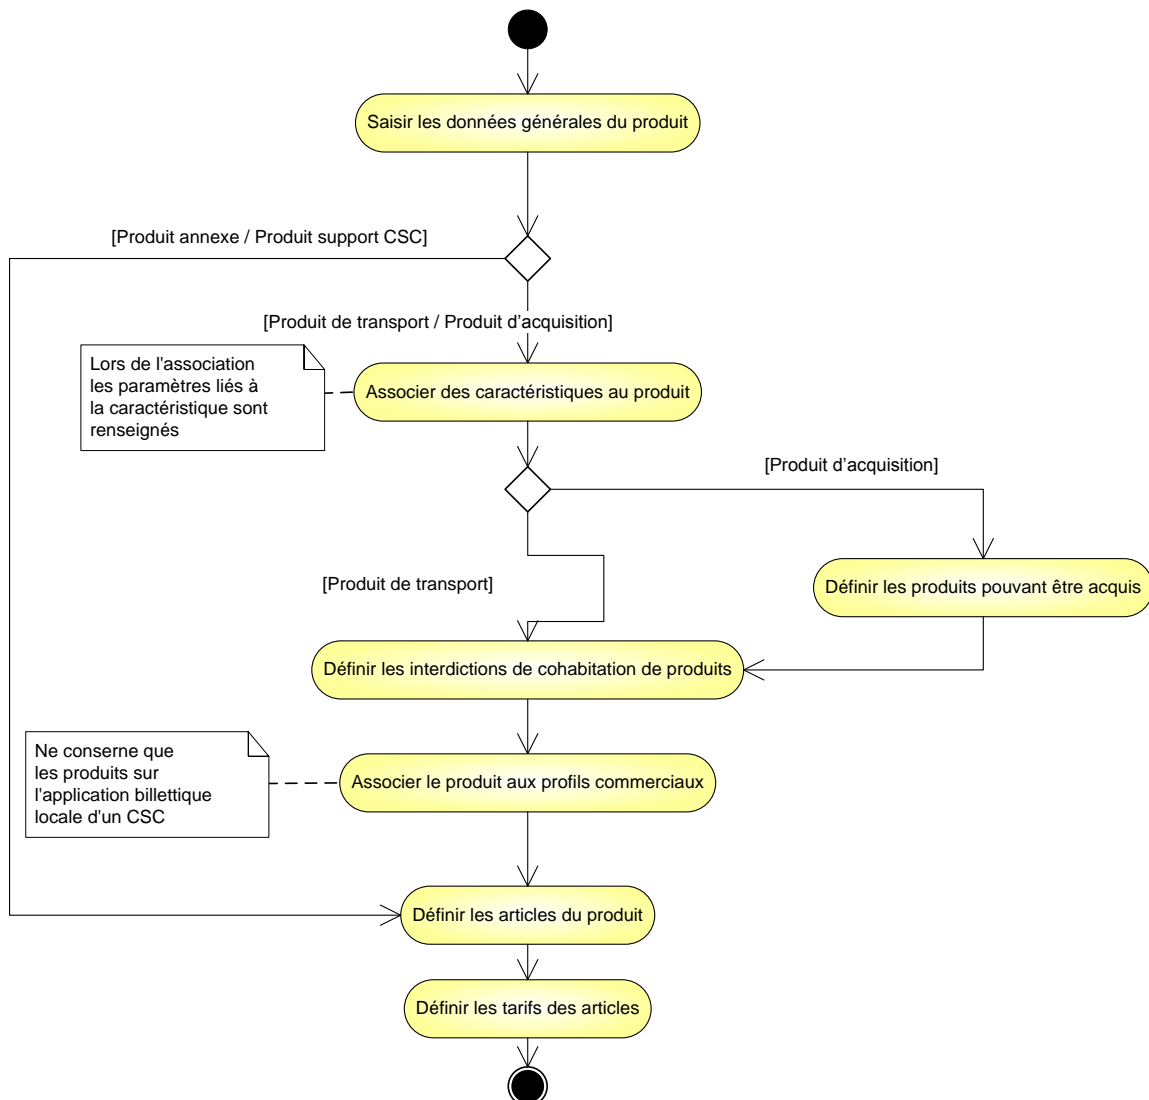 Saisir les données générales du produit
[Produit annexe / Produit support CSC]
[Produit de transport / Produit d'acquisition]
Lors de l'association
les paramètres liés à
la caractéristique sont
renseignés
Associer des caractéristiques au produit
[Produit d'acquisition]
[Produit de transport]
Définir les produits pouvant être acquis
Définir les interdictions de cohabitation de produits
Ne conserne que
les produits sur
l'application billettique
locale d'un CSC
Associer le produit aux profils commerciaux
Définir les articles du produit
Définir les tarifs des articles